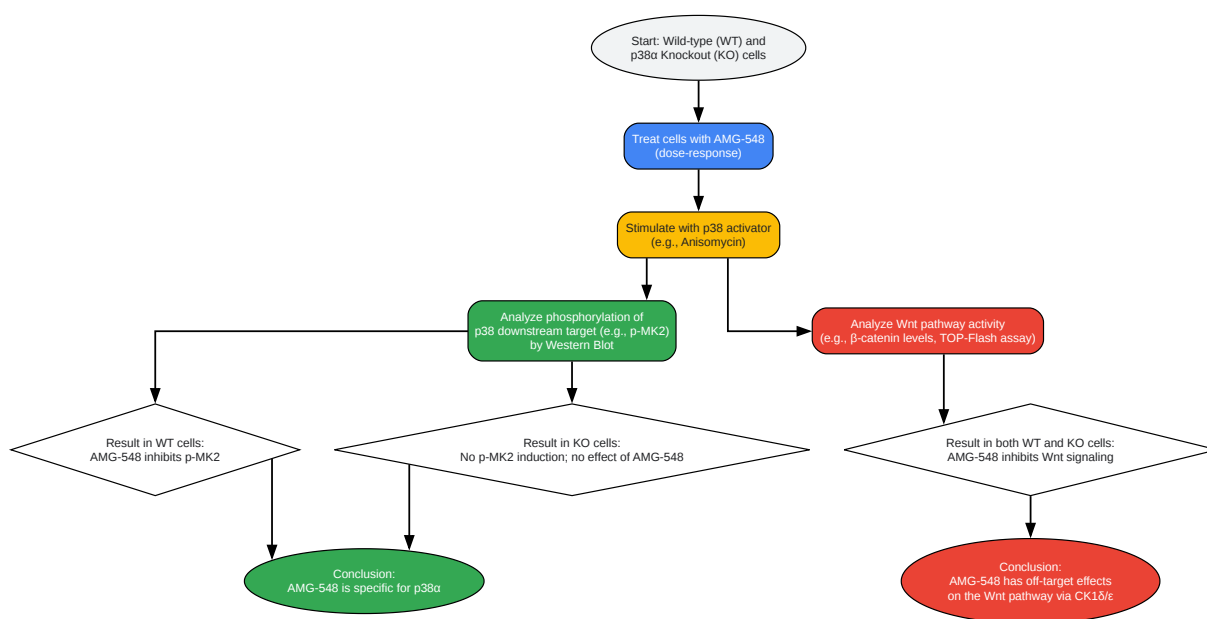 Start: Wild-type (WT) and
p38α Knockout (KO) cells
Treat cells with AMG-548
(dose-response)
Stimulate with p38 activator
(e.g., Anisomycin)
Analyze phosphorylation of
p38 downstream target (e.g., p-MK2)
by Western Blot
Analyze Wnt pathway activity
(e.g., β-catenin levels, TOP-Flash assay)
Result in WT cells:
AMG-548 inhibits p-MK2
Result in KO cells:
No p-MK2 induction; no effect of AMG-548
Result in both WT and KO cells:
AMG-548 inhibits Wnt signaling
Conclusion:
AMG-548 is specific for p38α
Conclusion:
AMG-548 has off-target effects
on the Wnt pathway via CK1δ/ε